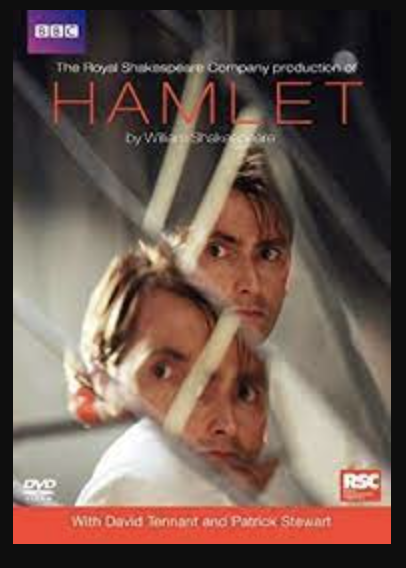 BBC
The Royal Shakespeare Company production of
HAMLET
by William Shakespeare
DVD
VIDEO
RSC
With David Tennant and Patrick Stewart